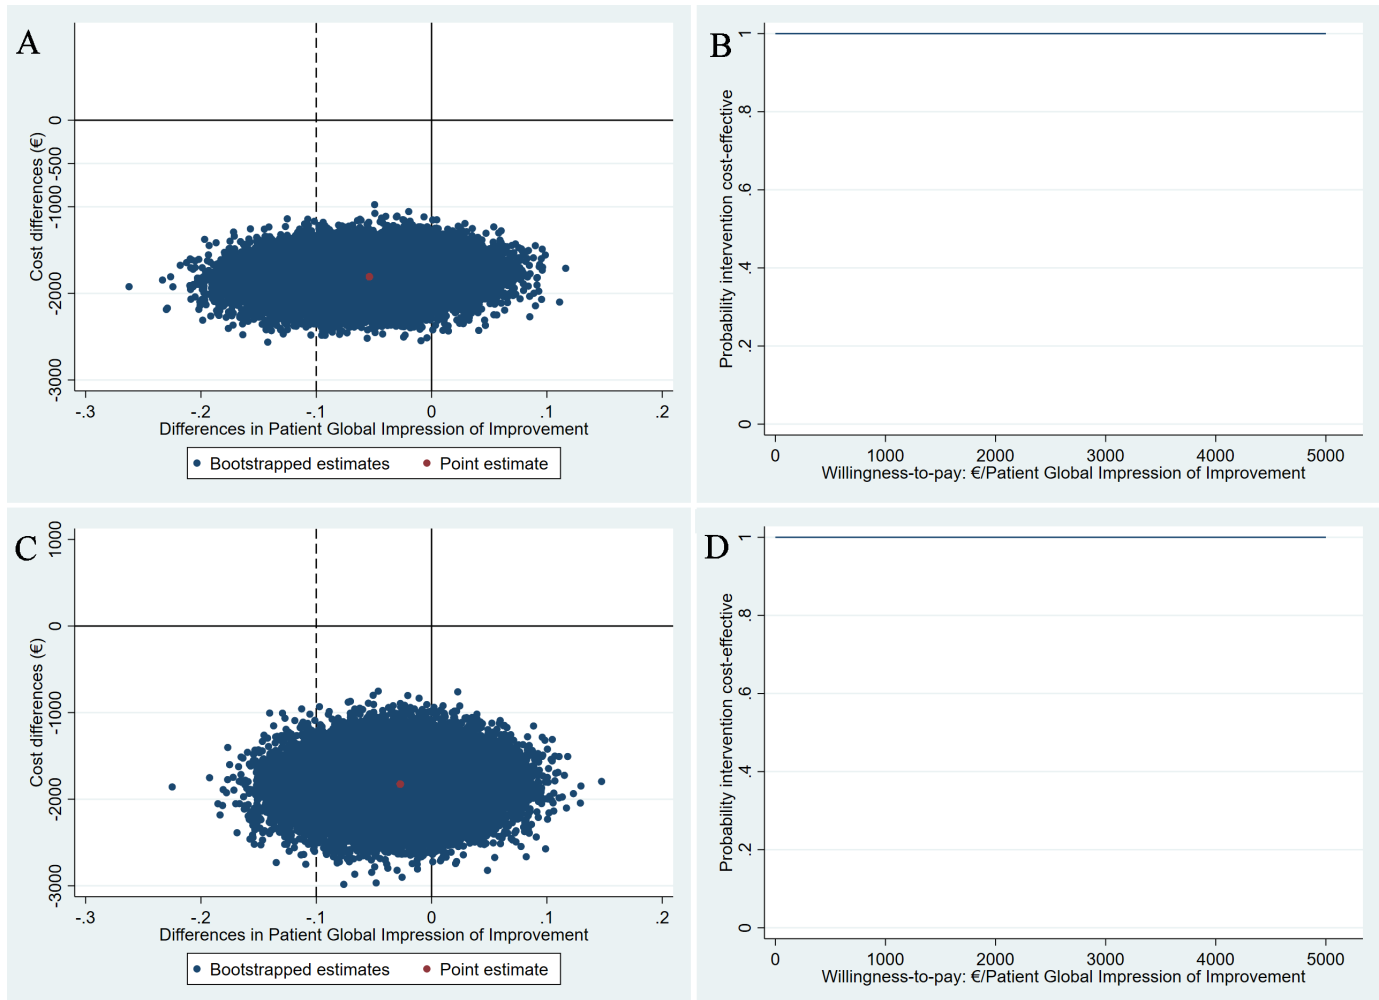 A
Cost differences (€)
0
-500
-1000
-2000
-3000
-.3
-.2
-.1
0
.1
.2
Differences in Patient Global Impression of Improvement
Bootstrapped estimates
Point estimate
B
Probability intervention cost-effective
1
.8
.6
.4
.2
0
0
1000
2000
3000
4000
5000
Willingness-to-pay: €/Patient Global Impression of Improvement
C
Cost differences (€)
1000
0
-1000
-2000
-3000
-.3
-.2
-.1
0
.1
.2
Differences in Patient Global Impression of Improvement
Bootstrapped estimates
Point estimate
D
Probability intervention cost-effective
1
.8
.6
.4
.2
0
0
1000
2000
3000
4000
5000
Willingness-to-pay: €/Patient Global Impression of Improvement